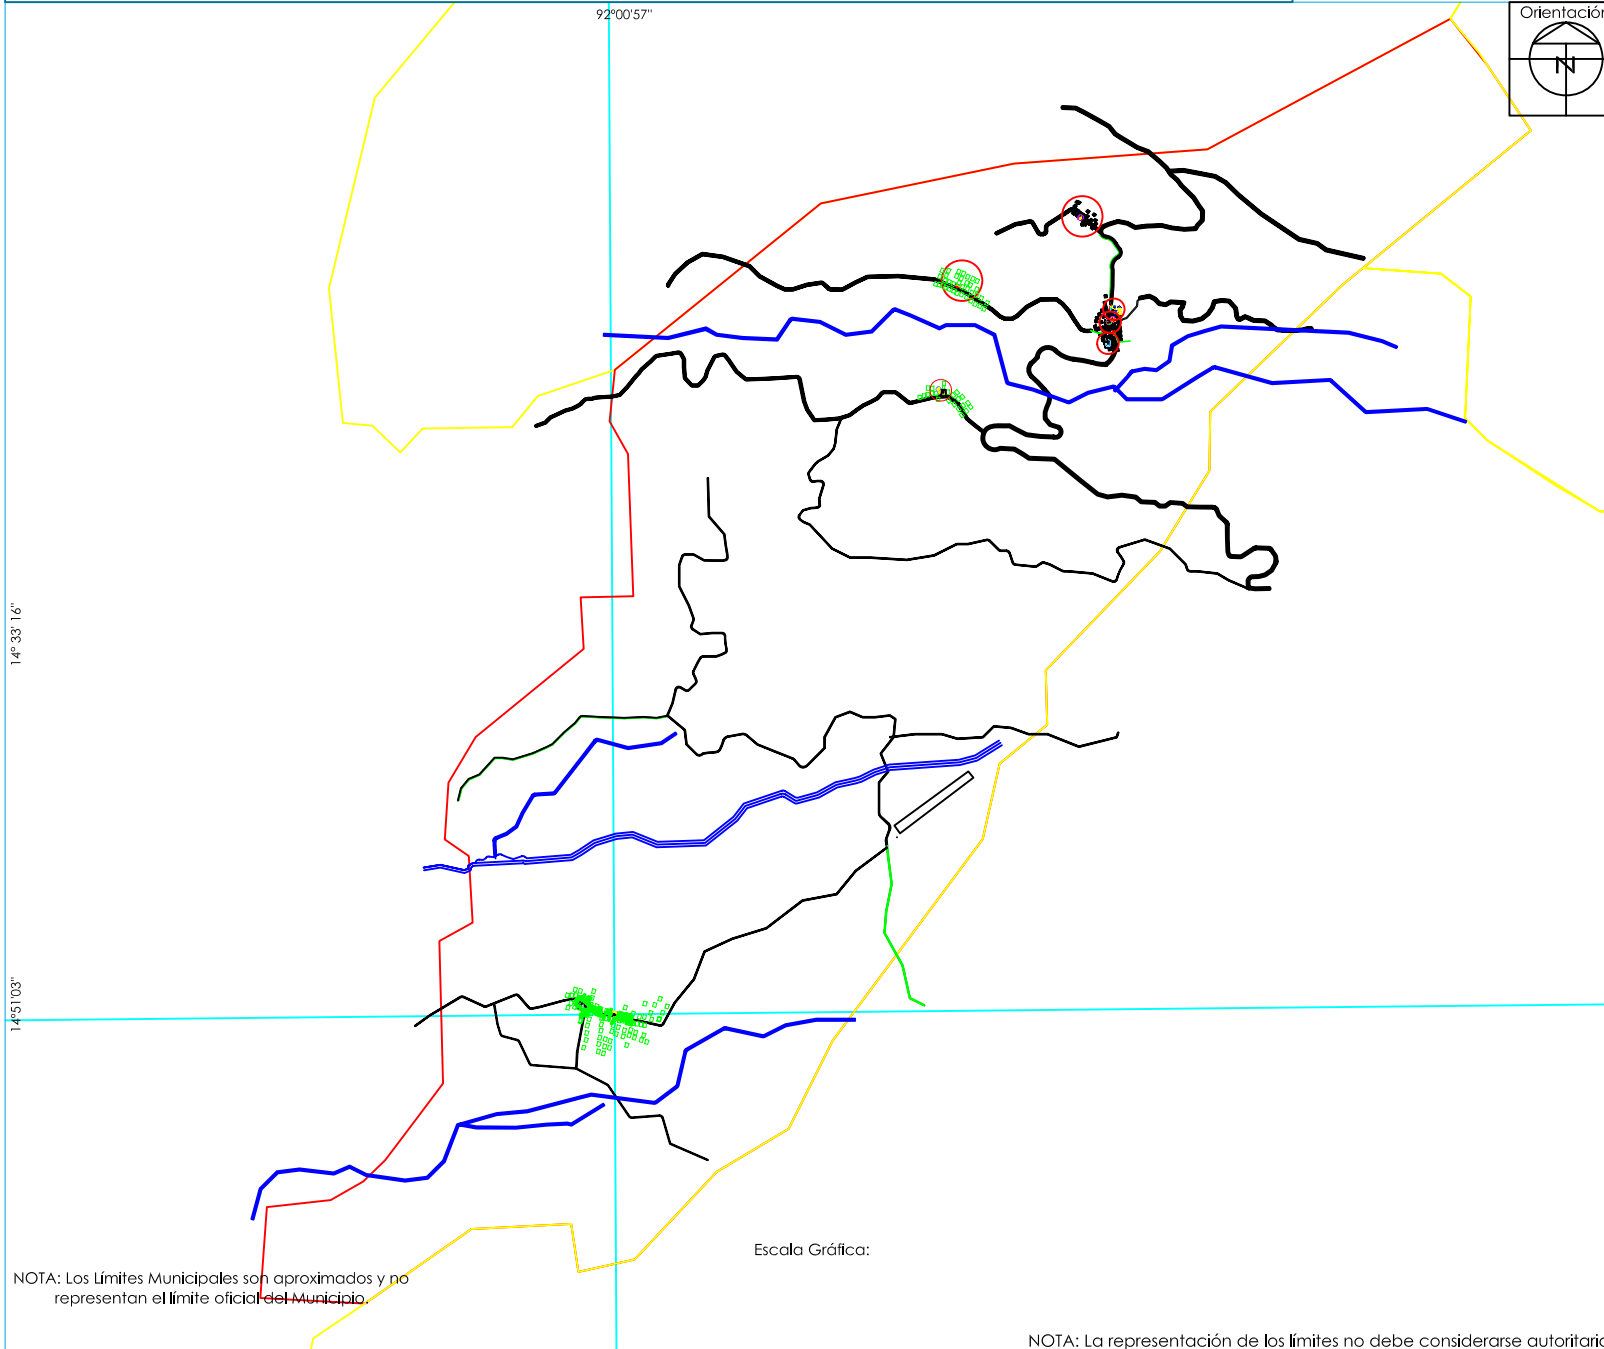 92°00'57"
Orientación
N
14° 33' 16"
14°51'03"
Escala Gráfica:
NOTA: Los Límites Municipales son aproximados y no
representan el límite oficial del Municipio.
NOTA: La representación de los límites no debe considerarse autoritaria